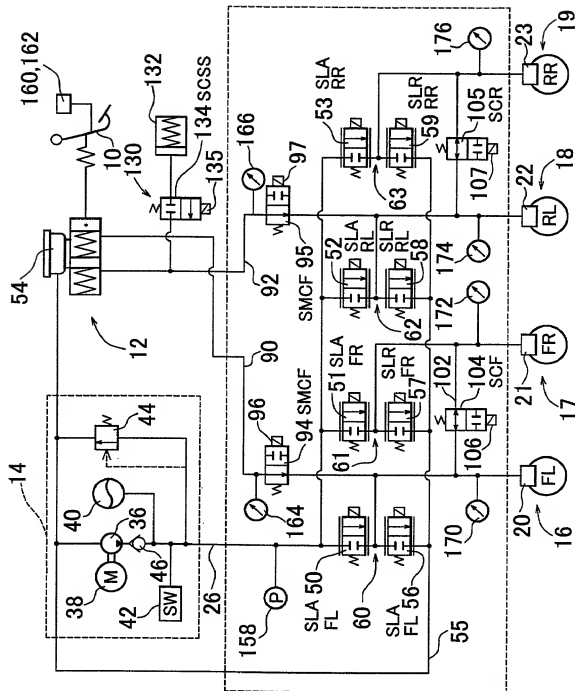 160,162
10
132
130
134 SCSS
135
54
12
14
44
40
36
38
M
46
42
SW
26
92
90
166
97
95
SMCF
96
94 SMCF
164
158
P
53
SLA
RR
SLR
RR
59
63
52
SLA
RL
SLR
RL
58
62
51
SLA
FR
SLR
FR
57
61
50
SLA
FL
SLA
FL
56
60
55
176
105
SCR
107
174
172
102
104
SCF
106
170
23
RR
19
22
RL
18
21
FR
17
20
FL
16